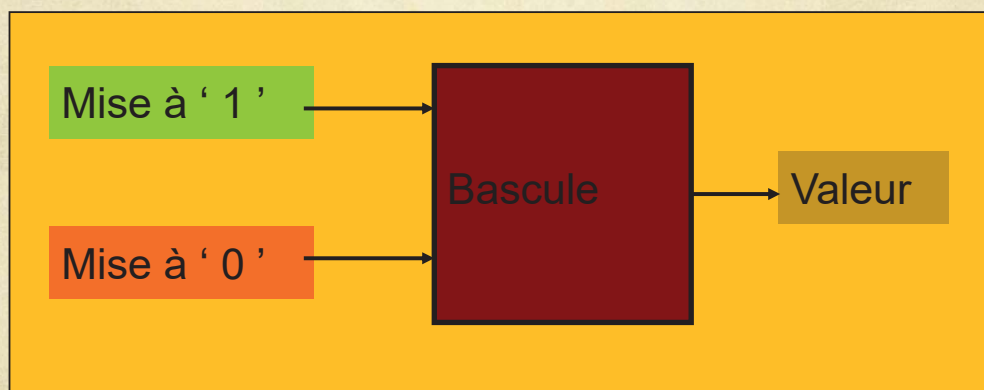 Mise à ‘ 1 ’
Bascule
Valeur
Mise à ‘ 0 ’